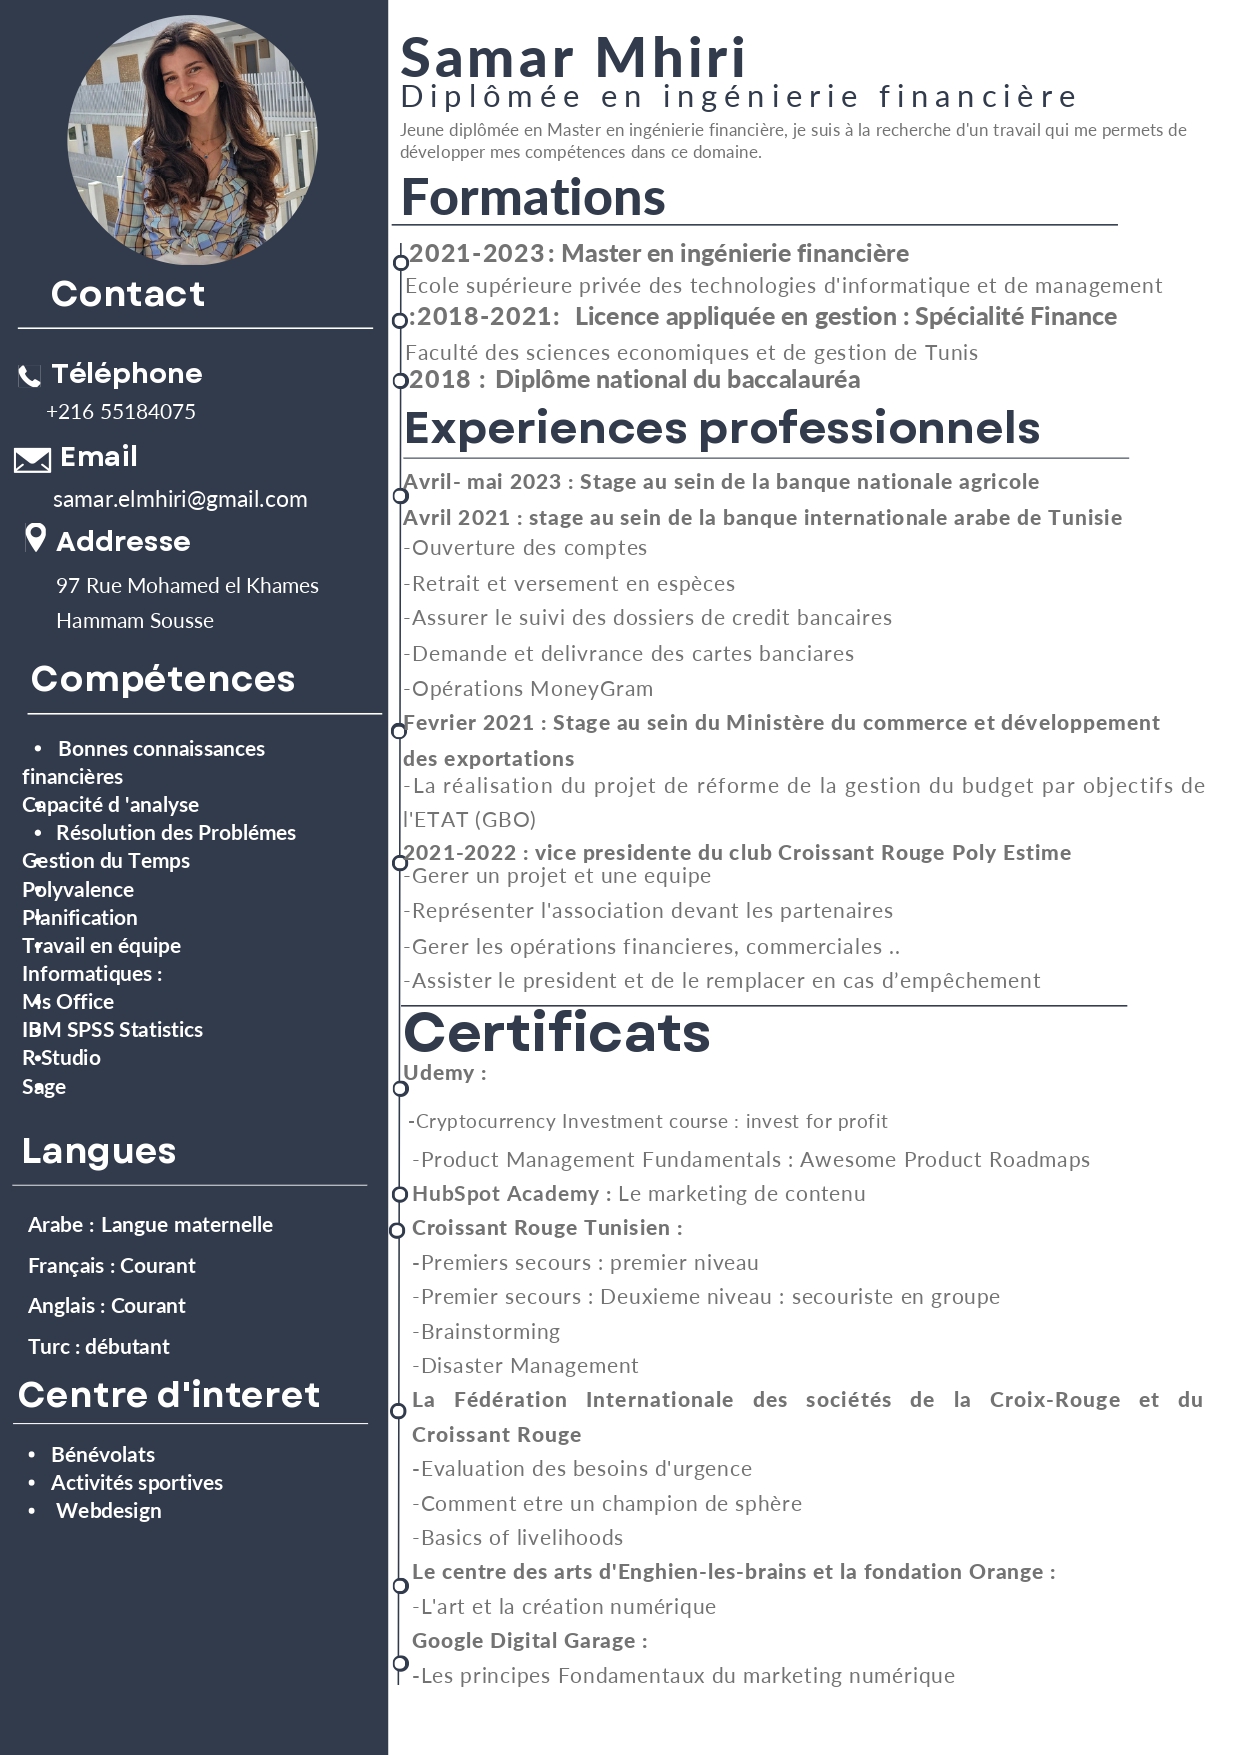 Samar Mhiri
Diplômée en ingénierie financière
Jeune diplômée en Master en ingénierie financière, je suis à la recherche d'un travail qui me permets de
développer mes compétences dans ce domaine.
Formations
2021-2023: Master en ingénierie financière
Ecole supérieure privée des technologies d'informatique et de management
:2018-2021: Licence appliquée en gestion : Spécialité Finance
Faculté des sciences economiques et de gestion de Tunis
2018 : Diplôme national du baccalauréa
Experiences professionnels
Avril- mai 2023 : Stage au sein de la banque nationale agricole
Avril 2021 : stage au sein de la banque internationale arabe de Tunisie
-Ouverture des comptes
-Retrait et versement en espèces
-Assurer le suivi des dossiers de credit bancaires
-Demande et delivrance des cartes banciares
-Opérations MoneyGram
Fevrier 2021 : Stage au sein du Ministère du commerce et développement
des exportations
-La réalisation du projet de réforme de la gestion du budget par objectifs de
l'ETAT (GBO)
2021-2022 : vice presidente du club Croissant Rouge Poly Estime
-Gerer un projet et une equipe
-Représenter l'association devant les partenaires
-Gerer les opérations financieres, commerciales ..
-Assister le president et de le remplacer en cas d’empêchement
Certificats
Udemy :
-Cryptocurrency Investment course : invest for profit
-Product Management Fundamentals : Awesome Product Roadmaps
HubSpot Academy : Le marketing de contenu
Croissant Rouge Tunisien :
-Premiers secours : premier niveau
-Premier secours : Deuxieme niveau : secouriste en groupe
-Brainstorming
-Disaster Management
La Fédération Internationale des sociétés de la Croix-Rouge et du
Croissant Rouge
-Evaluation des besoins d'urgence
-Comment etre un champion de sphère
-Basics of livelihoods
Le centre des arts d'Enghien-les-brains et la fondation Orange :
-L'art et la création numérique
Google Digital Garage :
-Les principes Fondamentaux du marketing numérique
Contact
Téléphone
+216 55184075
Email
samar.elmhiri@gmail.com
Addresse
97 Rue Mohamed el Khames
Hammam Sousse
Compétences
• Bonnes connaissances
financières
Capacité d 'analyse
• Résolution des Problémes
Gestion du Temps
Polyvalence
Planification
Travail en équipe
Informatiques :
Ms Office
IBM SPSS Statistics
R Studio
Sage
Langues
Arabe : Langue maternelle
Français : Courant
Anglais : Courant
Turc : débutant
Centre d'interet
• Bénévolats
• Activités sportives
• Webdesign